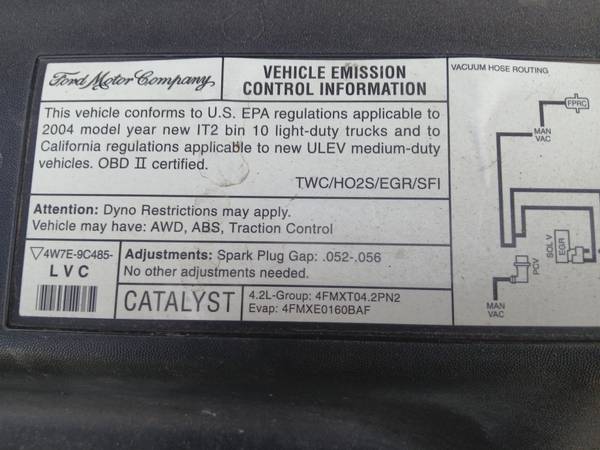 Ford Motor Company,
VEHICLE EMISSION
CONTROL INFORMATION
This vehicle conforms to U.S. EPA regulations applicable to
2004 model year new IT2 bin 10 light-duty trucks and to
California regulations applicable to new ULEV medium-duty
vehicles. OBD II certified.
TWC/HO2S/EGR/SFI
Attention: Dyno Restrictions may apply.
Vehicle may have: AWD, ABS, Traction Control
4W7E-9C485-
LVC
Adjustments: Spark Plug Gap: .052-.056
No other adjustments needed.
CATALYST
4.2L-Group: 4FMXT04.2PN2
Evap: 4FMXE0160BAF
VACUUM HOSE ROUTING
FPRC
MAN
VAC
SOL V
EGR
PCV
MAN
VAC